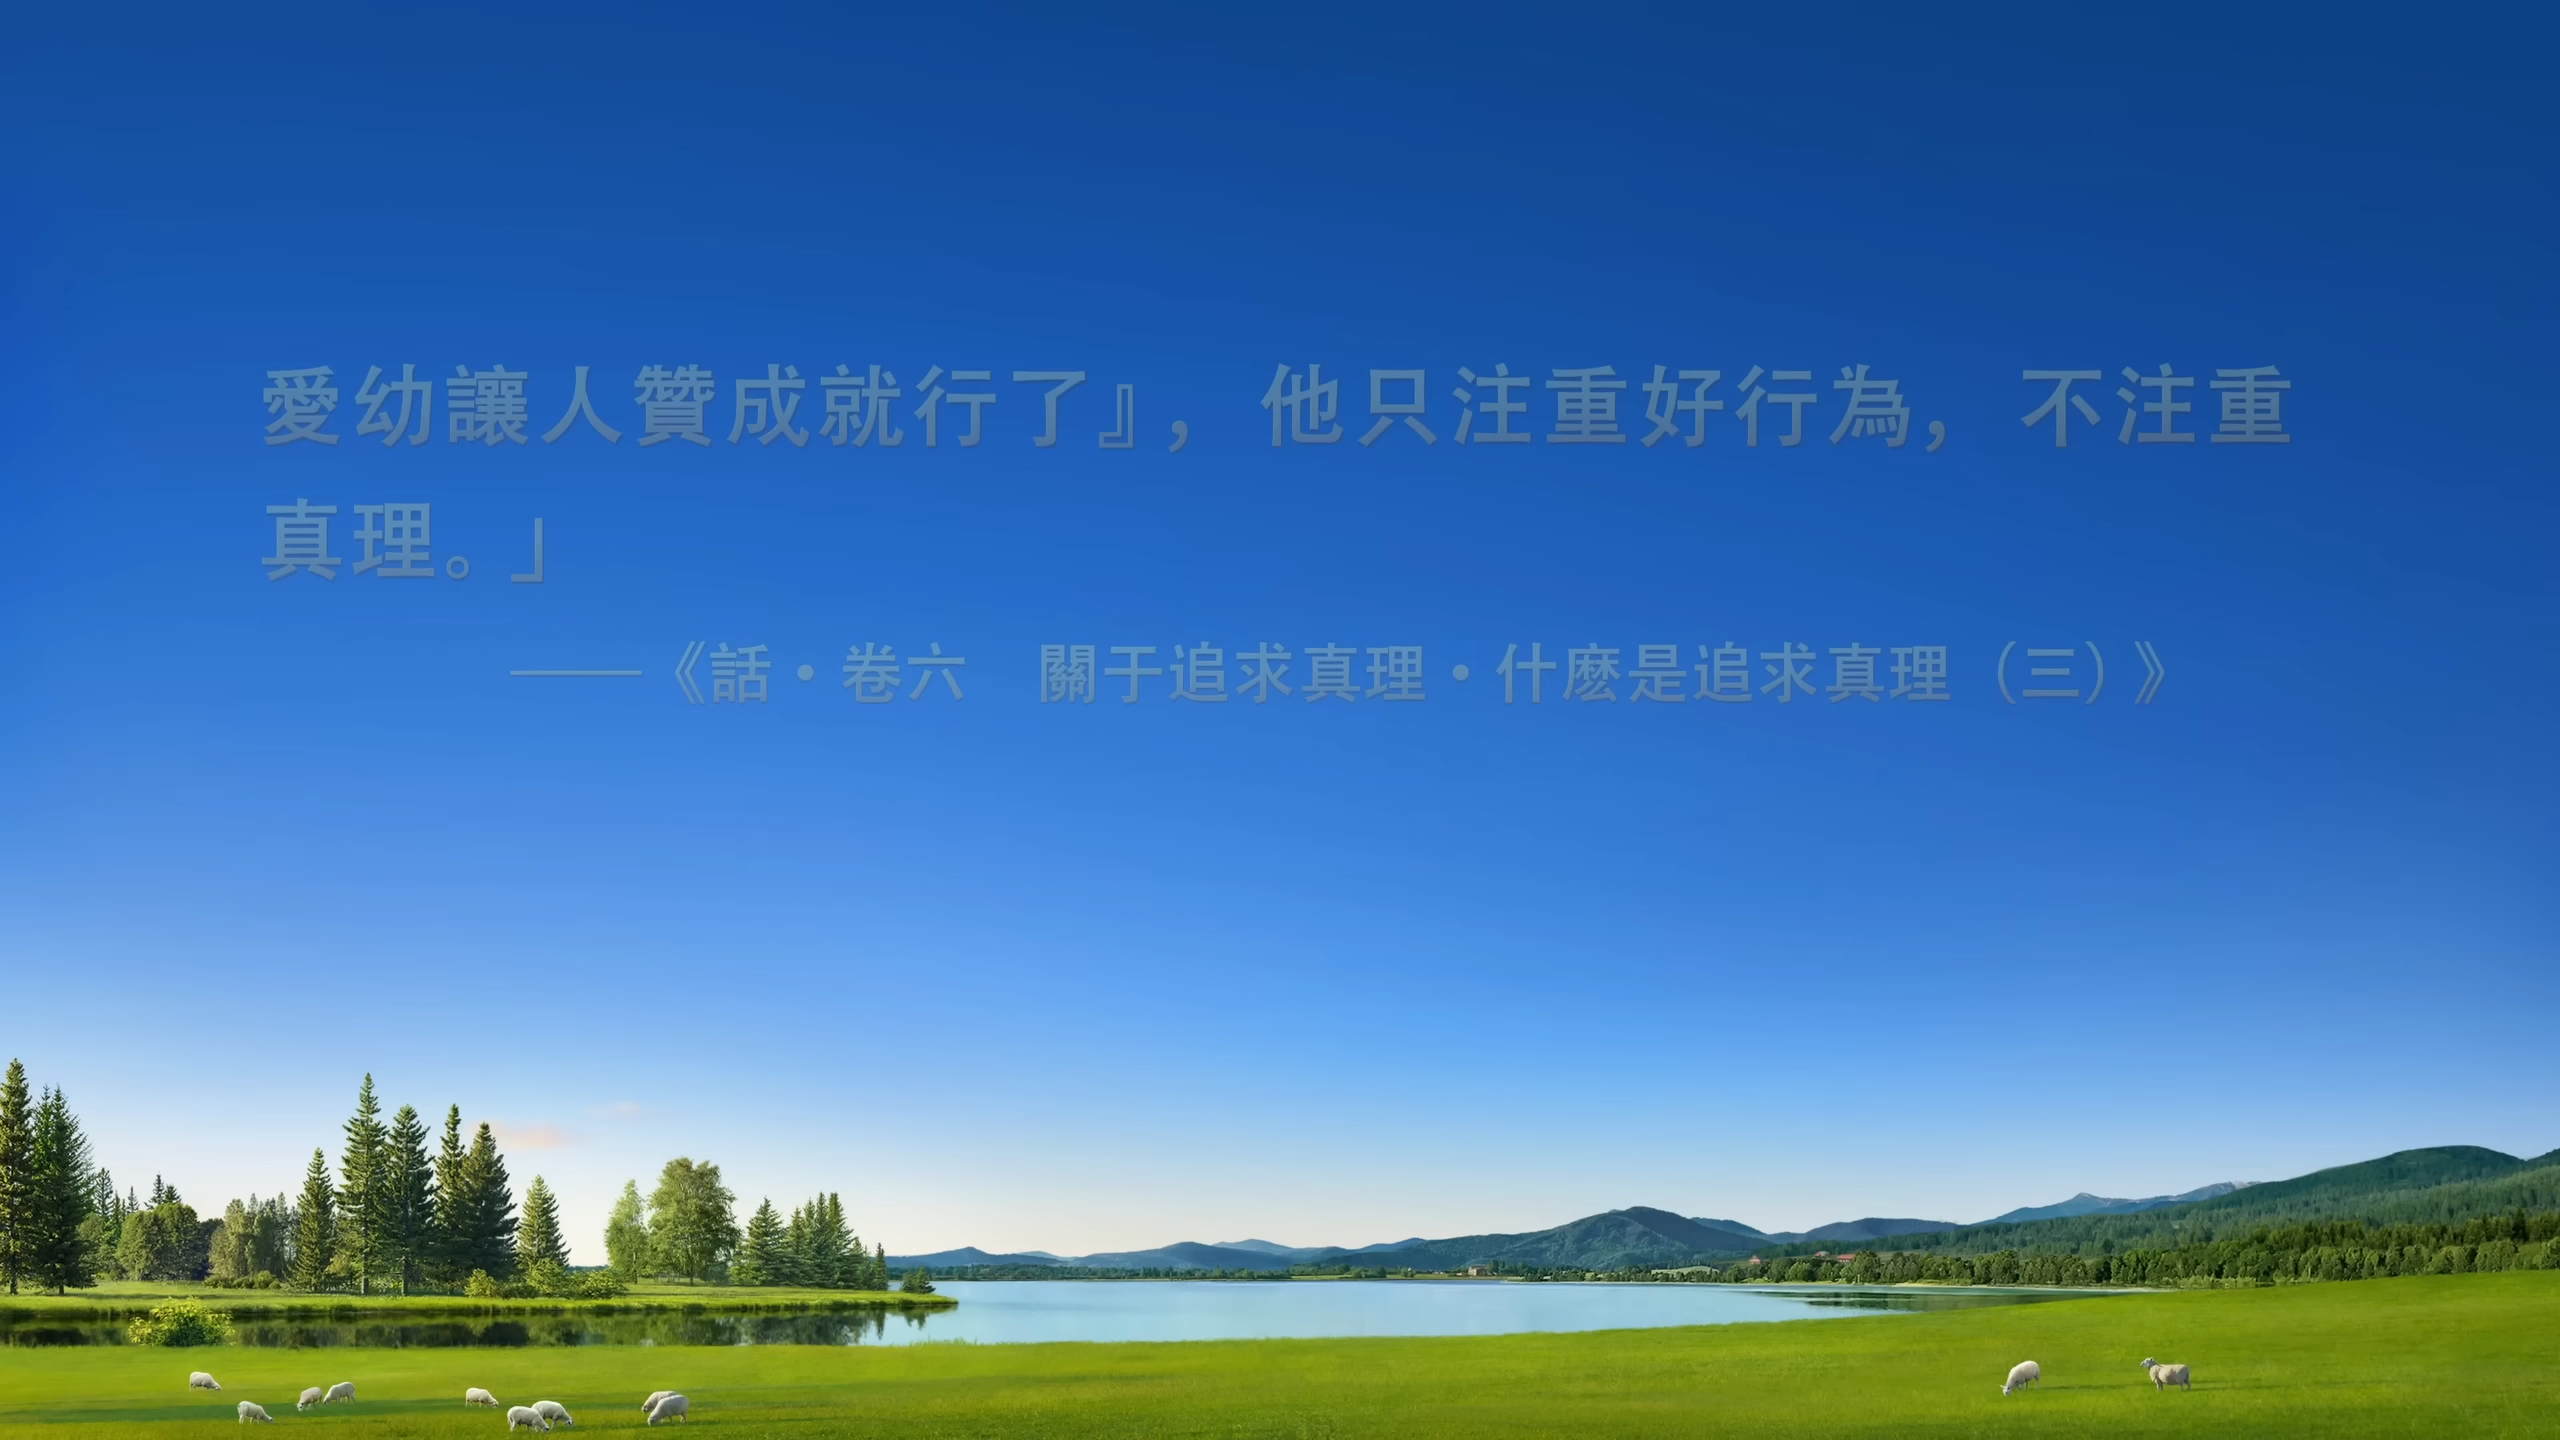 愛幼讓人贊成就行了』，他只注重好行為，不注重
真理。」
——《話・卷六　關于追求真理・什麽是追求真理（三）》